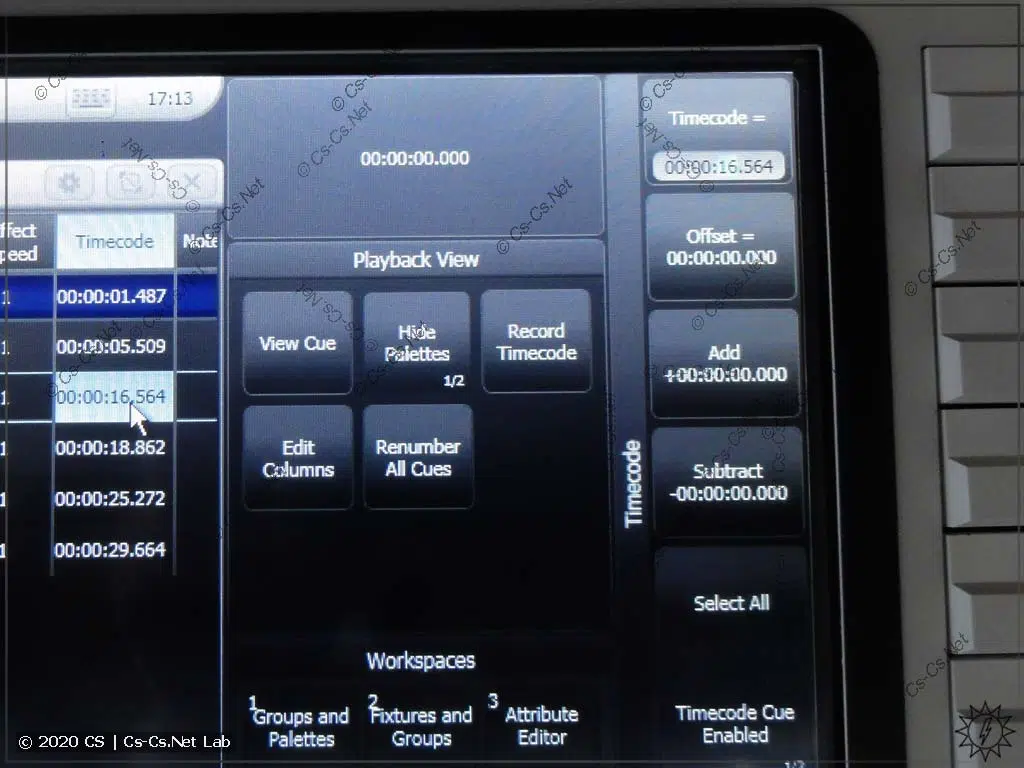 17:13
ffect
peed
Timecode
Note
1
00:00:01.487
1
00:00:05.509
1
00:00:16.564
1
00:00:18.862
1
00:00:25.272
1
00:00:29.664
00:00:00.000
Playback View
View Cue
Hide
Palettes
1/2
Record
Timecode
Edit
Columns
Renumber
All Cues
Workspaces
1
Groups and
Palettes
2
Fixtures and
Groups
3
Attribute
Editor
Timecode
Timecode =
00:00:16.564
Offset =
00:00:00.000
Add
+00:00:00.000
Subtract
-00:00:00.000
Select All
Timecode Cue
Enabled
1/2
© Cs-Cs.Net
© 2020 CS | Cs-Cs.Net Lab